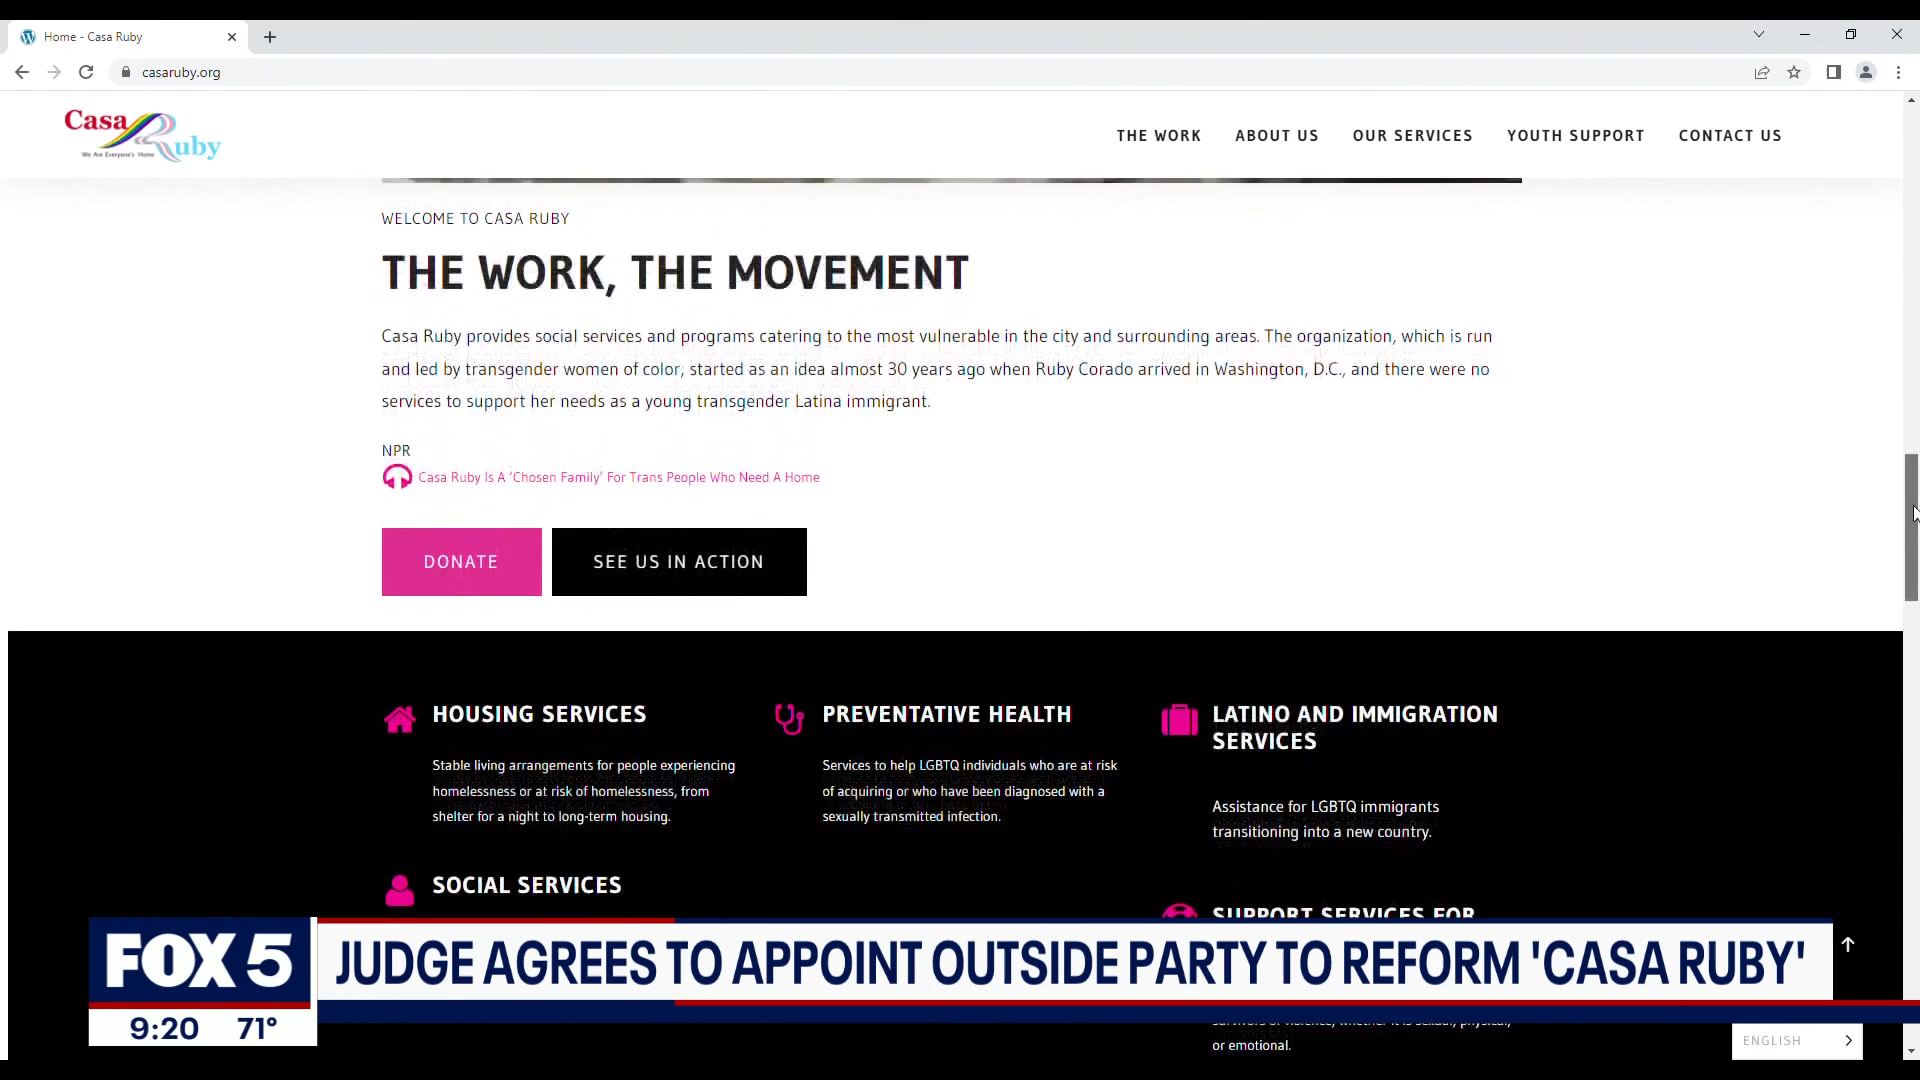 Home - Casa Ruby
casaruby.org
Casa Ruby
We Are Everyone's Home
THE WORK ABOUT US OUR SERVICES YOUTH SUPPORT CONTACT US
WELCOME TO CASA RUBY
THE WORK, THE MOVEMENT
Casa Ruby provides social services and programs catering to the most vulnerable in the city and surrounding areas. The organization, which is run
and led by transgender women of color, started as an idea almost 30 years ago when Ruby Corado arrived in Washington, D.C., and there were no
services to support her needs as a young transgender Latina immigrant.
NPR
Casa Ruby Is A ‘Chosen Family’ For Trans People Who Need A Home
DONATE SEE US IN ACTION
HOUSING SERVICES
Stable living arrangements for people experiencing
homelessness or at risk of homelessness, from
shelter for a night to long-term housing.
PREVENTATIVE HEALTH
Services to help LGBTQ individuals who are at risk
of acquiring or who have been diagnosed with a
sexually transmitted infection.
LATINO AND IMMIGRATION
SERVICES
Assistance for LGBTQ immigrants
transitioning into a new country.
SOCIAL SERVICES
SUPPORT SERVICES FOR
FOX 5
JUDGE AGREES TO APPOINT OUTSIDE PARTY TO REFORM 'CASA RUBY'
9:20 71°
or emotional.
ENGLISH